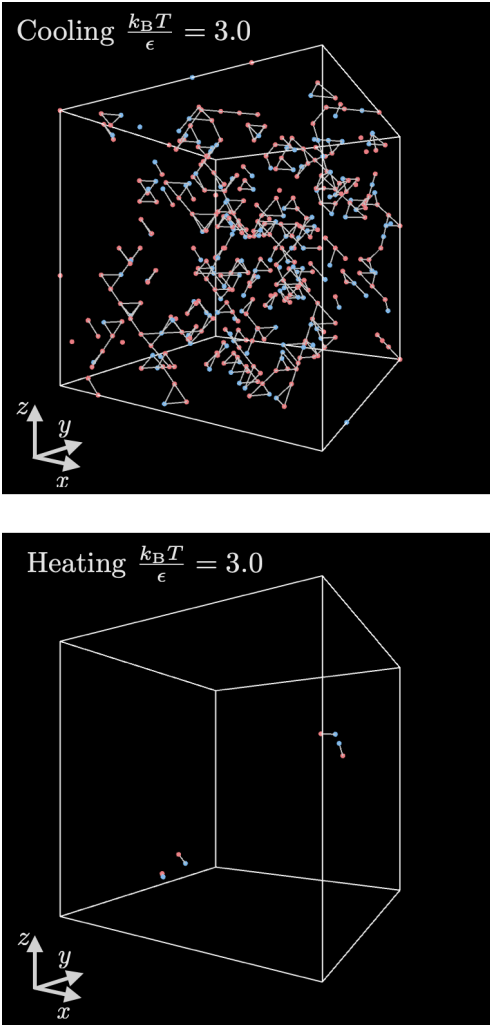 Cooling $\frac{k_{\mathrm{B}}T}{\epsilon} = 3.0$
z
y
x
Heating $\frac{k_{\mathrm{B}}T}{\epsilon} = 3.0$
z
y
x